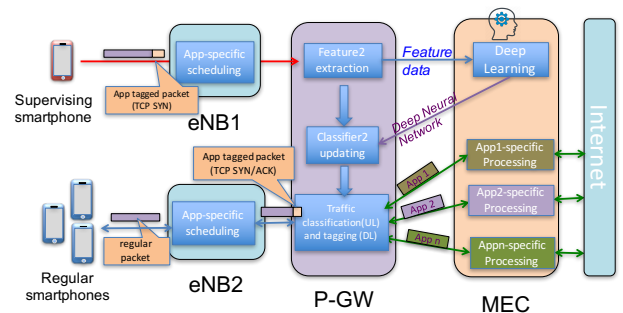 App-specific
scheduling
Feature2
extraction
Feature
data
Deep
Learning
App tagged packet
(TCP SYN)
Supervising
smartphone
eNB1
Deep Neural
Network
Classifier2
updating
Internet
App1-specific
Processing
App tagged packet
(TCP SYN/ACK)
App 1
App2-specific
Processing
App 2
App-specific
scheduling
Traffic
classification(UL)
and tagging (DL)
App n
Appn-specific
Processing
regular
packet
Regular
smartphones
eNB2
P-GW
MEC